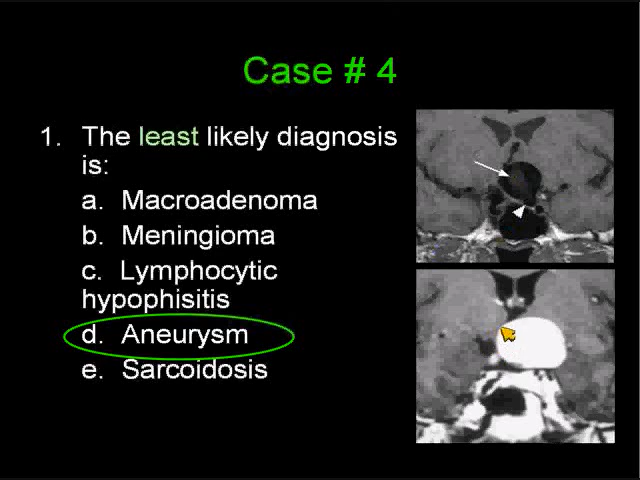 Case # 4
1. The least likely diagnosis
is:
a. Macroadenoma
b. Meningioma
c. Lymphocytic
hypophisitis
d. Aneurysm
e. Sarcoidosis